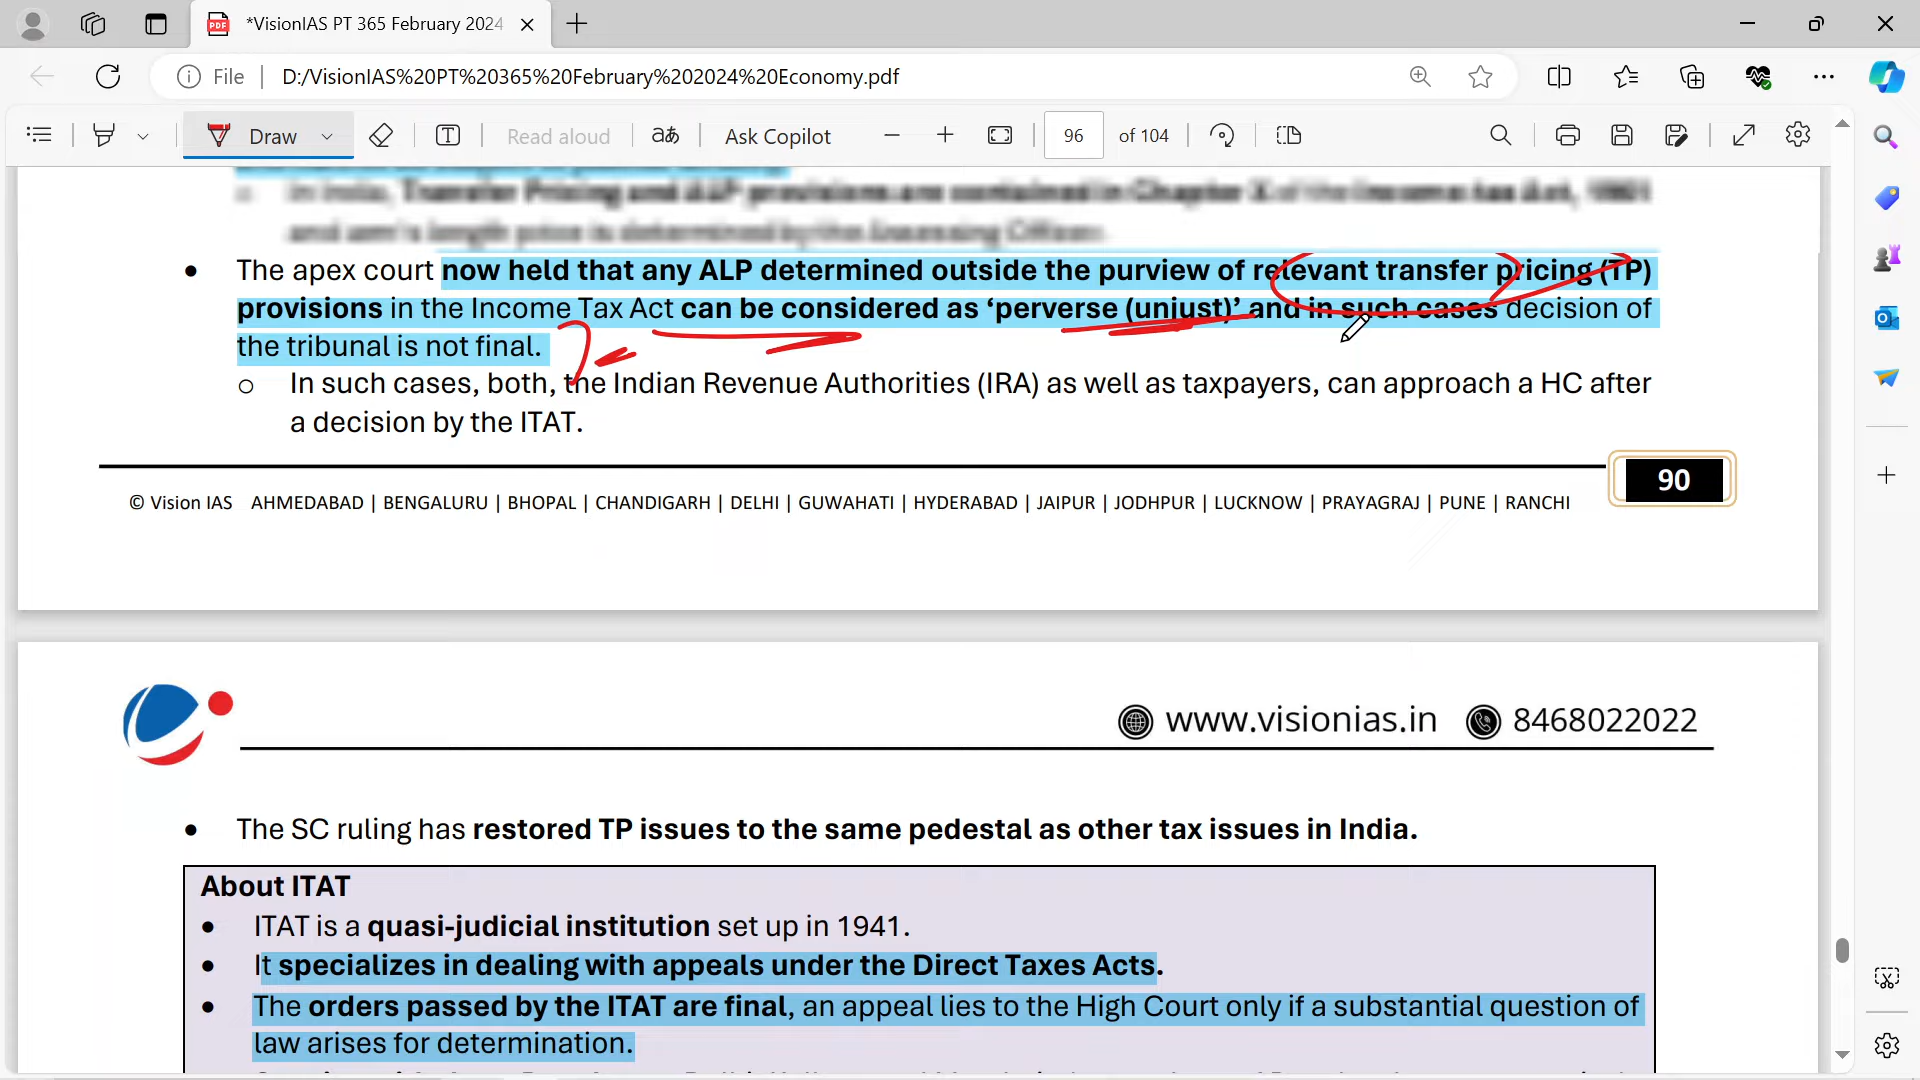 *VisionIAS PT 365 February 2024
File
D:/VisionIAS%20PT%20365%20February%202024%20Economy.pdf
Draw
Read aloud
aあ
Ask Copilot
96
of 104
The apex court now held that any ALP determined outside the purview of relevant transfer pricing (TP)
provisions in the Income Tax Act can be considered as ‘perverse (unjust)’ and in such cases decision of
the tribunal is not final.
In such cases, both, the Indian Revenue Authorities (IRA) as well as taxpayers, can approach a HC after
a decision by the ITAT.
90
© Vision IAS AHMEDABAD | BENGALURU | BHOPAL | CHANDIGARH | DELHI | GUWAHATI | HYDERABAD | JAIPUR | JODHPUR | LUCKNOW | PRAYAGRAJ | PUNE | RANCHI
www.visionias.in 8468022022
The SC ruling has restored TP issues to the same pedestal as other tax issues in India.
About ITAT
ITAT is a quasi-judicial institution set up in 1941.
It specializes in dealing with appeals under the Direct Taxes Acts.
The orders passed by the ITAT are final, an appeal lies to the High Court only if a substantial question of
law arises for determination.